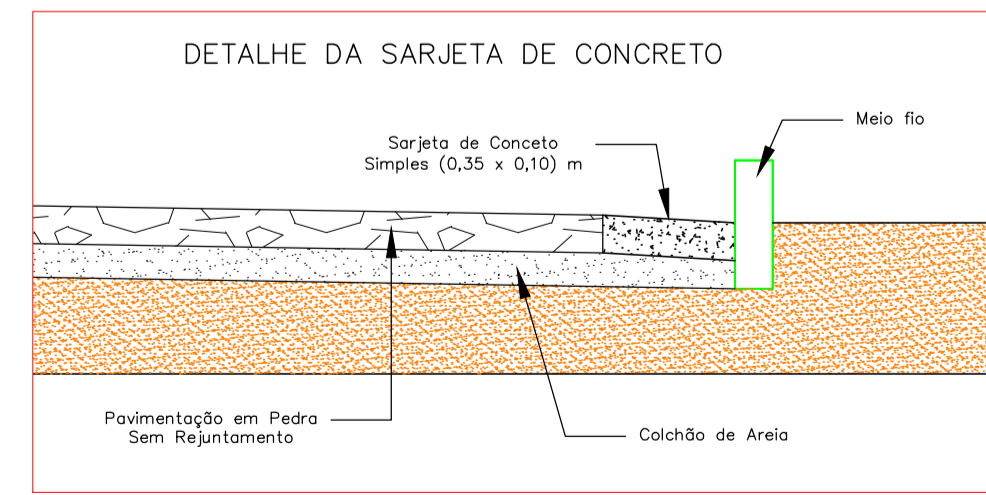 DETALHE DA SARJETA DE CONCRETO
Meio fio
Sarjeta de Conceto
Simples (0,35 x 0,10) m
Pavimentação em Pedra
Sem Rejuntamento
Colchão de Areia